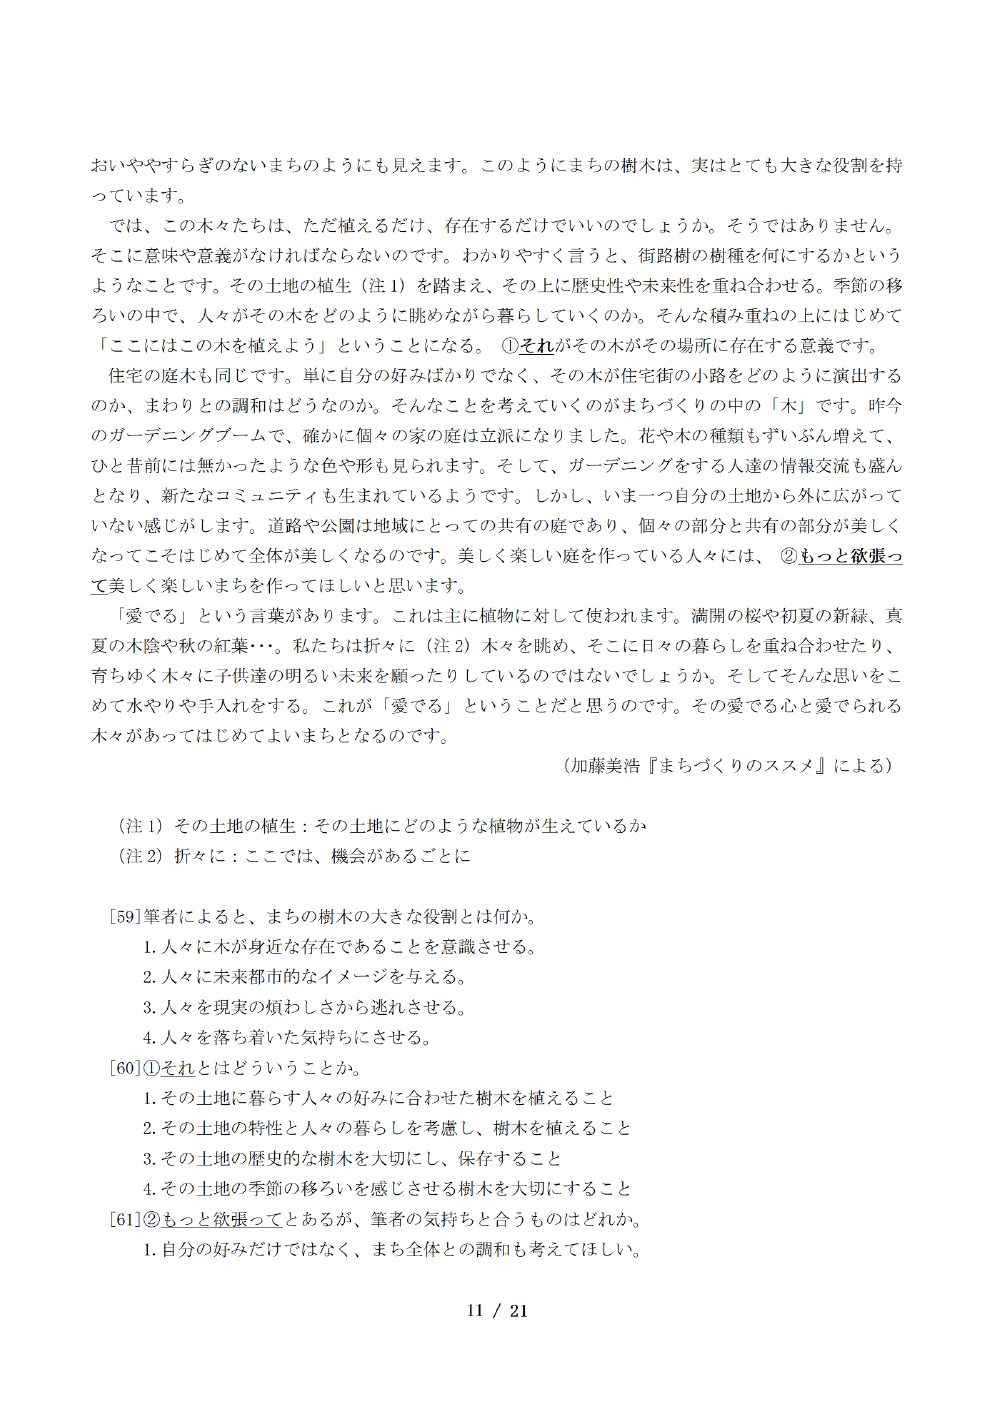 おいややすらぎのないまちのようにも見えます。このようにまちの樹木は、実はとても大きな役割を持
っています。
では、この木々たちは、ただ植えるだけ、存在するだけでいいのでしょうか。そうではありません。
そこに意味や意義がなければならないのです。わかりやすく言うと、街路樹の樹種を何にするかという
ようなことです。その土地の植生（注 1）を踏まえ、その上に歴史性や未来性を重ね合わせる。季節の移
ろいの中で、人々がその木をどのように眺めながら暮らしていくのか。そんな積み重ねの上にはじめて
「ここにはこの木を植えよう」ということになる。 ①それがその木がその場所に存在する意義です。
住宅の庭木も同じです。単に自分の好みばかりでなく、その木が住宅街の小路をどのように演出する
のか、まわりとの調和はどうなのか。そんなことを考えていくのがまちづくりの中の「木」です。昨今
のガーデニングブームで、確かに個々の家の庭は立派になりました。花や木の種類もずいぶん増えて、
ひと昔前には無かったような色や形も見られます。そして、ガーデニングをする人達の情報交流も盛ん
となり、新たなコミュニティも生まれているようです。しかし、いま一つ自分の土地から外に広がって
いない感じがします。道路や公園は地域にとっての共有の庭であり、個々の部分と共有の部分が美しく
なってこそはじめて全体が美しくなるのです。美しく楽しい庭を作っている人々には、 ②もっと欲張っ
て美しく楽しいまちを作ってほしいと思います。
「愛でる」という言葉があります。これは主に植物に対して使われます。満開の桜や初夏の新緑、真
夏の木陰や秋の紅葉･･･。私たちは折々に（注 2）木々を眺め、そこに日々の暮らしを重ね合わせたり、
育ちゆく木々に子供達の明るい未来を願ったりしているのではないでしょうか。そしてそんな思いをこ
めて水やりや手入れをする。これが「愛でる」ということだと思うのです。その愛でる心と愛でられる
木々があってはじめてよいまちとなるのです。
（加藤美浩『まちづくりのススメ』による）
（注 1）その土地の植生：その土地にどのような植物が生えているか
（注 2）折々に：ここでは、機会があるごとに
[59]筆者によると、まちの樹木の大きな役割とは何か。
1. 人々に木が身近な存在であることを意識させる。
2. 人々に未来都市的なイメージを与える。
3. 人々を現実の煩わしさから逃れさせる。
4. 人々を落ち着いた気持ちにさせる。
[60]①それとはどういうことか。
1. その土地に暮らす人々の好みに合わせた樹木を植えること
2. その土地の特性と人々の暮らしを考慮し、樹木を植えること
3. その土地の歴史的な樹木を大切にし、保存すること
4. その土地の季節の移ろいを感じさせる樹木を大切にすること
[61]②もっと欲張ってとあるが、筆者の気持ちと合うものはどれか。
1. 自分の好みだけではなく、まち全体との調和も考えてほしい。
11 / 21